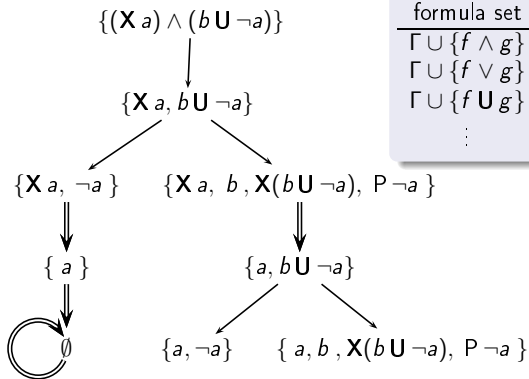 {(X a) ∧ (b U ¬a)}
formula set
Γ ∪ {f ∧ g}
Γ ∪ {f ∨ g}
Γ ∪ {f U g}
⋮
{X a, b U ¬a}
{X a, ¬a } {X a, b , X(b U ¬a), P ¬a }
{ a } {a, b U ¬a}
∅ {a, ¬a} { a, b , X(b U ¬a), P ¬a }